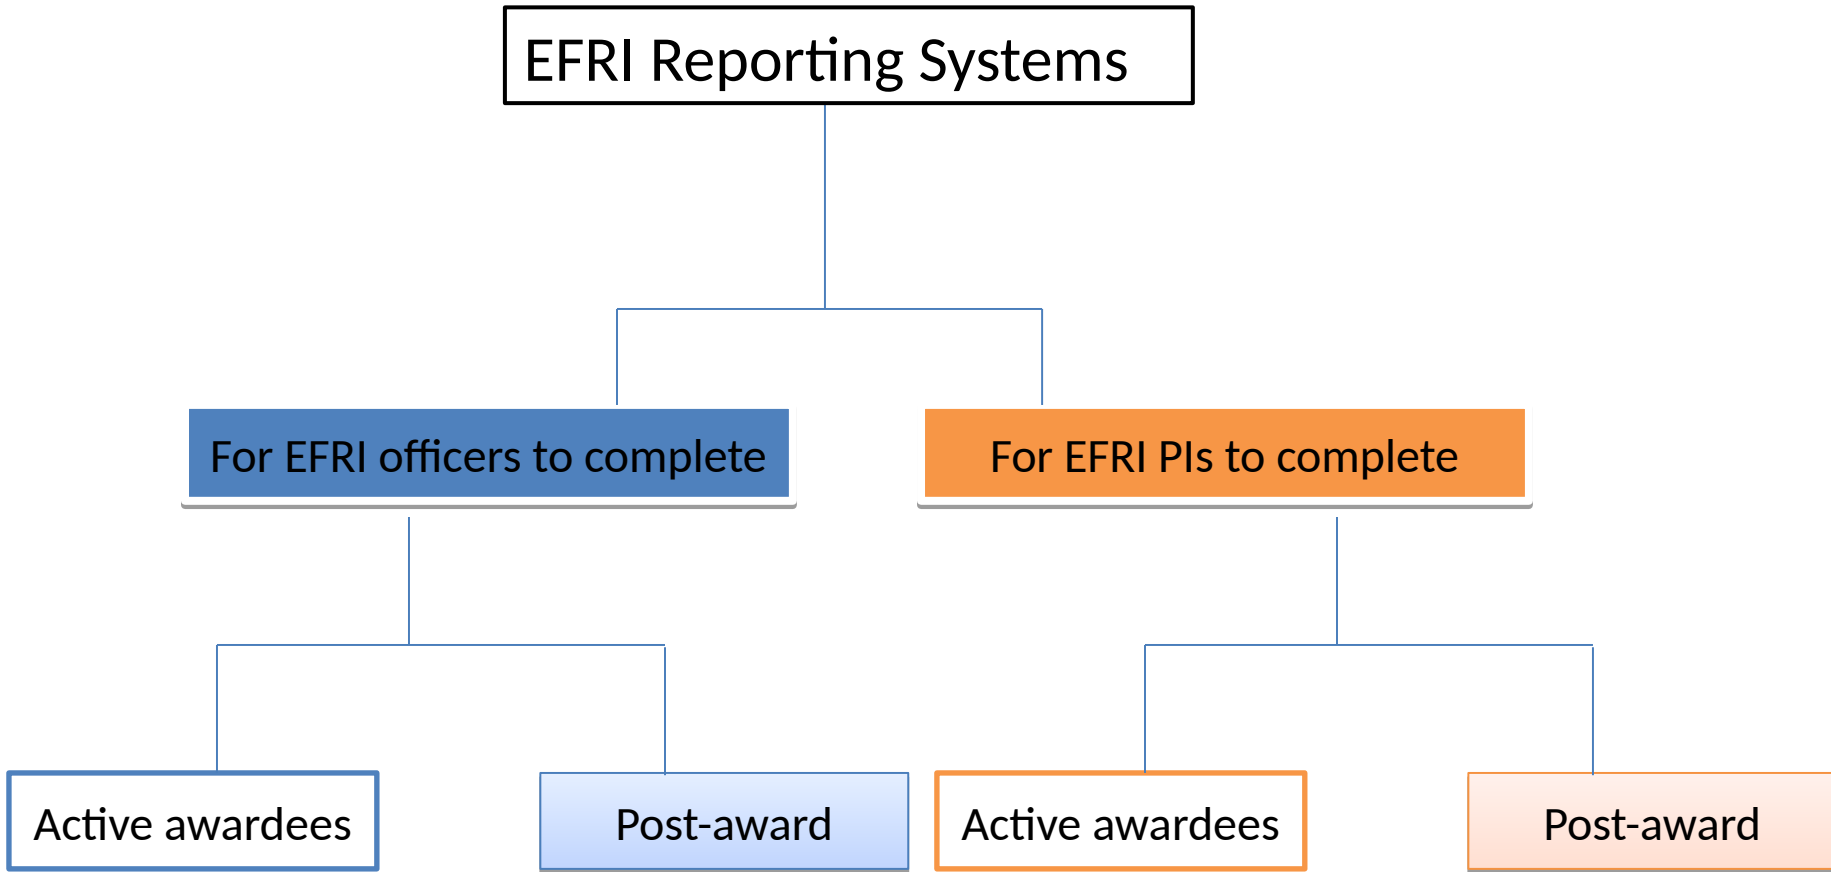 EFRI Reporting Systems
For EFRI officers to complete
For EFRI PIs to complete
Active awardees
Post-award
Active awardees
Post-award